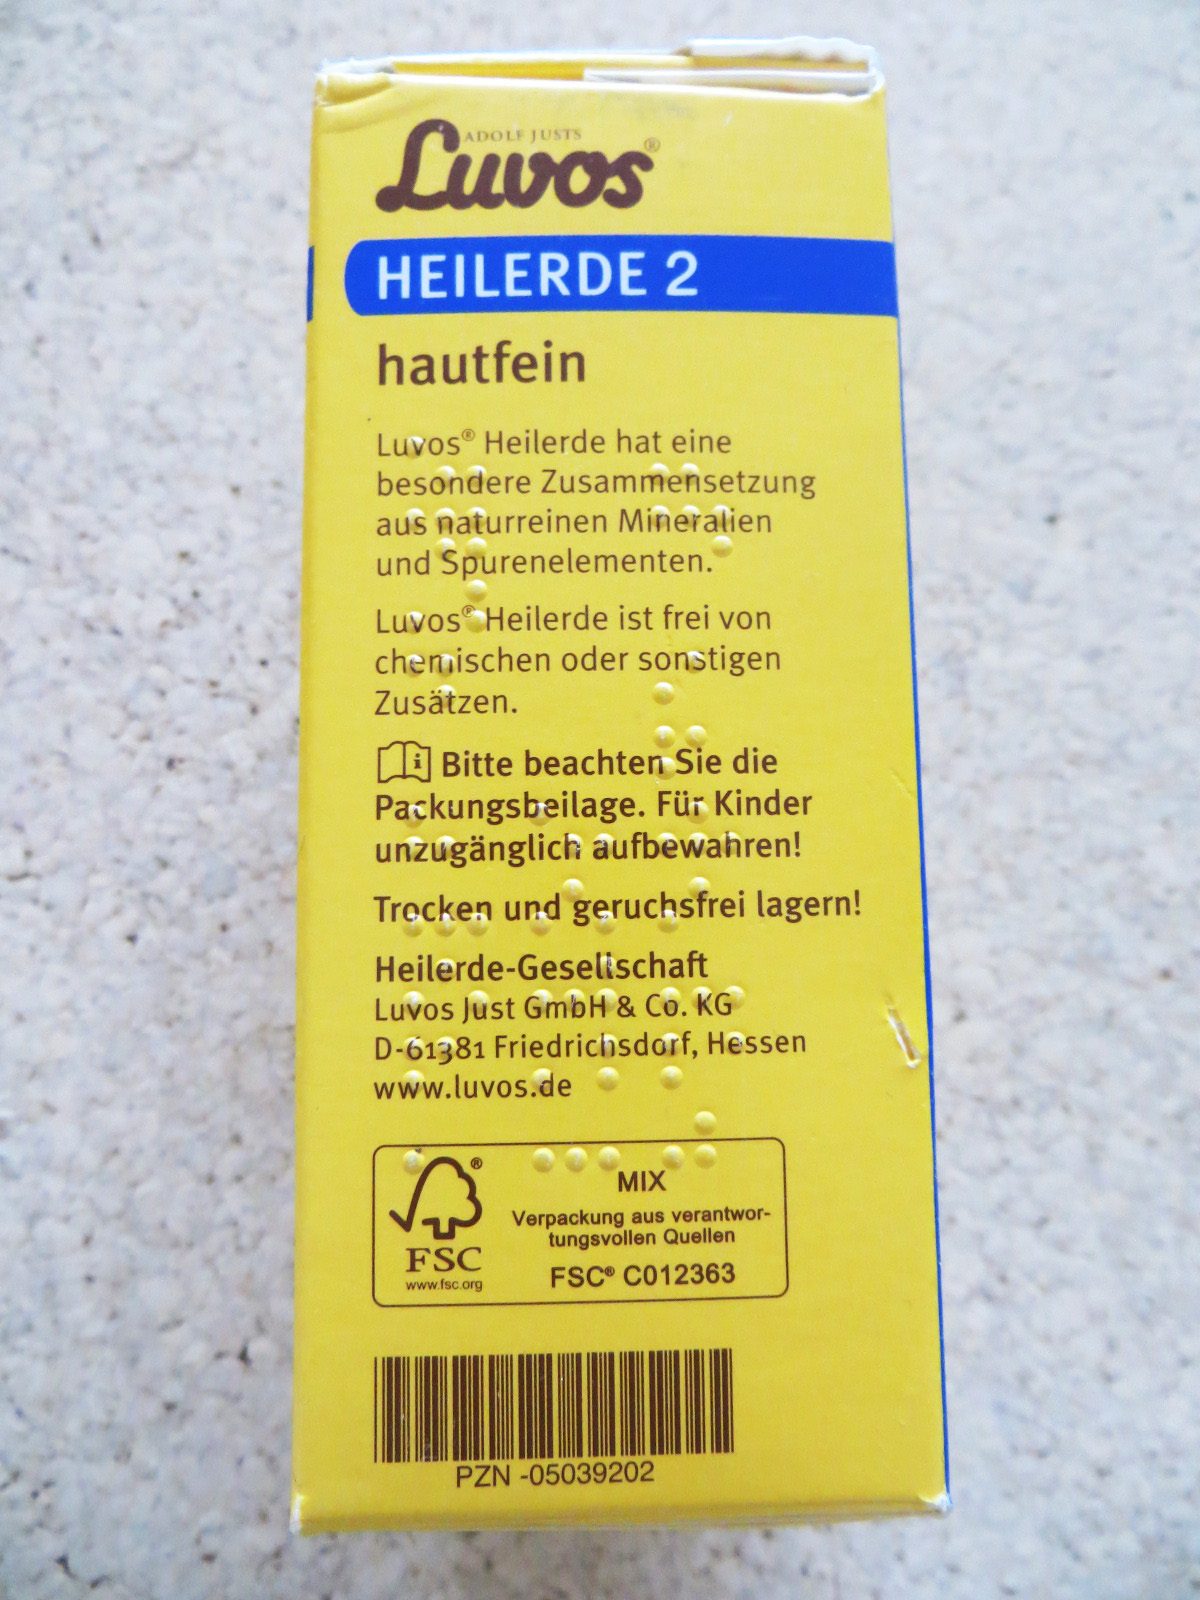 ADOLF JUSTS
Luvos®
HEILERDE 2
hautfein
Luvos® Heilerde hat eine
besondere Zusammensetzung
aus naturreinen Mineralien
und Spurenelementen.
Luvos® Heilerde ist frei von
chemischen oder sonstigen
Zusätzen.
Bitte beachten Sie die
Packungsbeilage. Für Kinder
unzugänglich aufbewahren!
Trocken und geruchsfrei lagern!
Heilerde-Gesellschaft
Luvos Just GmbH & Co. KG
D-61381 Friedrichsdorf, Hessen
www.luvos.de
®
FSC
www.fsc.org
MIX
Verpackung aus verantwor-
tungsvollen Quellen
FSC® C012363
PZN -05039202